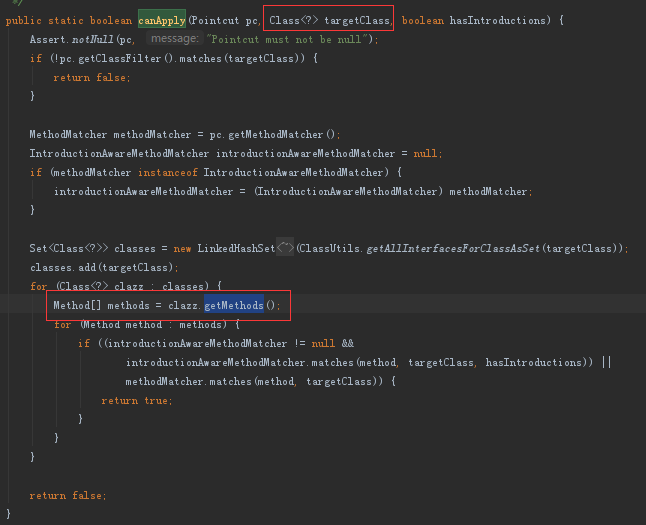 */
public static boolean canApply(Pointcut pc, Class<?> targetClass, boolean hasIntroductions) {
    Assert.notNull(pc, message: "Pointcut must not be null");
    if (!pc.getClassFilter().matches(targetClass)) {
        return false;
    }
    MethodMatcher methodMatcher = pc.getMethodMatcher();
    IntroductionAwareMethodMatcher introductionAwareMethodMatcher = null;
    if (methodMatcher instanceof IntroductionAwareMethodMatcher) {
        introductionAwareMethodMatcher = (IntroductionAwareMethodMatcher) methodMatcher;
    }
    Set<Class<?>> classes = new LinkedHashSet<~>(ClassUtils.getAllInterfacesForClassAsSet(targetClass));
    classes.add(targetClass);
    for (Class<?> clazz : classes) {
        Method[] methods = clazz.getMethods();
        for (Method method : methods) {
            if ((introductionAwareMethodMatcher != null &&
                    introductionAwareMethodMatcher.matches(method, targetClass, hasIntroductions)) ||
                    methodMatcher.matches(method, targetClass)) {
                return true;
            }
        }
    }
    return false;
}